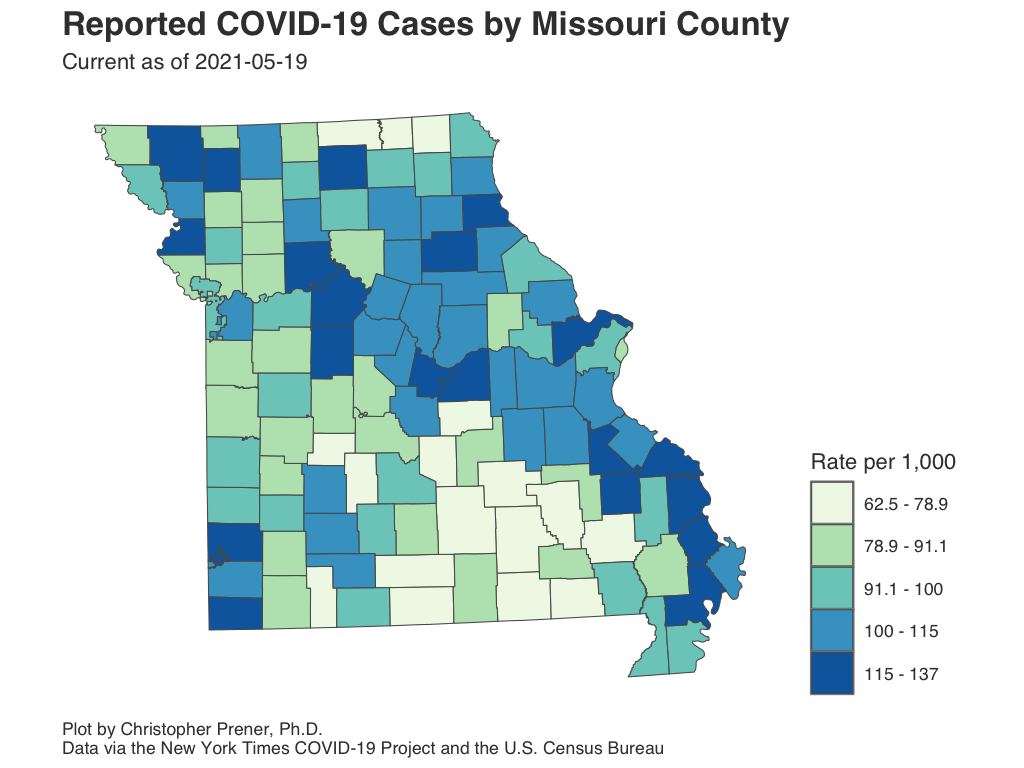 Reported COVID-19 Cases by Missouri County
Current as of 2021-05-19
Rate per 1,000
62.5 - 78.9
78.9 - 91.1
91.1 - 100
100 - 115
115 - 137
Plot by Christopher Prener, Ph.D.
Data via the New York Times COVID-19 Project and the U.S. Census Bureau